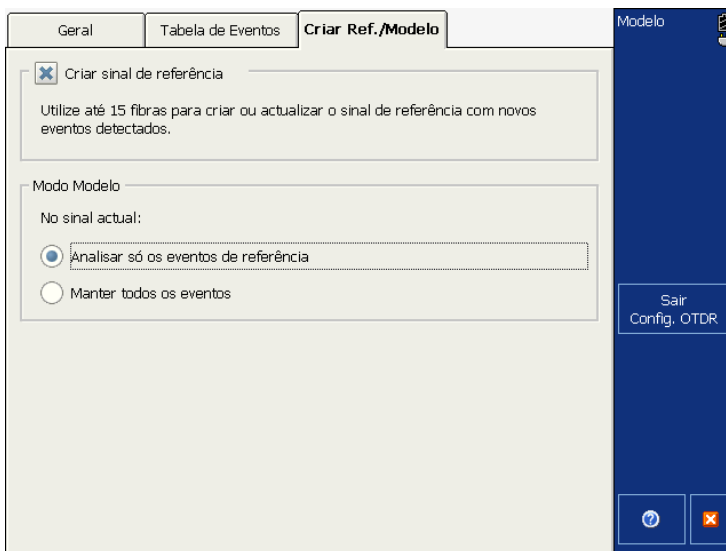 Geral
Tabela de Eventos
Criar Ref./Modelo
Modelo
Criar sinal de referência
Utilize até 15 fibras para criar ou actualizar o sinal de referência com novos
eventos detectados.
Modo Modelo
No sinal actual:
Analisar só os eventos de referência
Manter todos os eventos
Sair
Config. OTDR